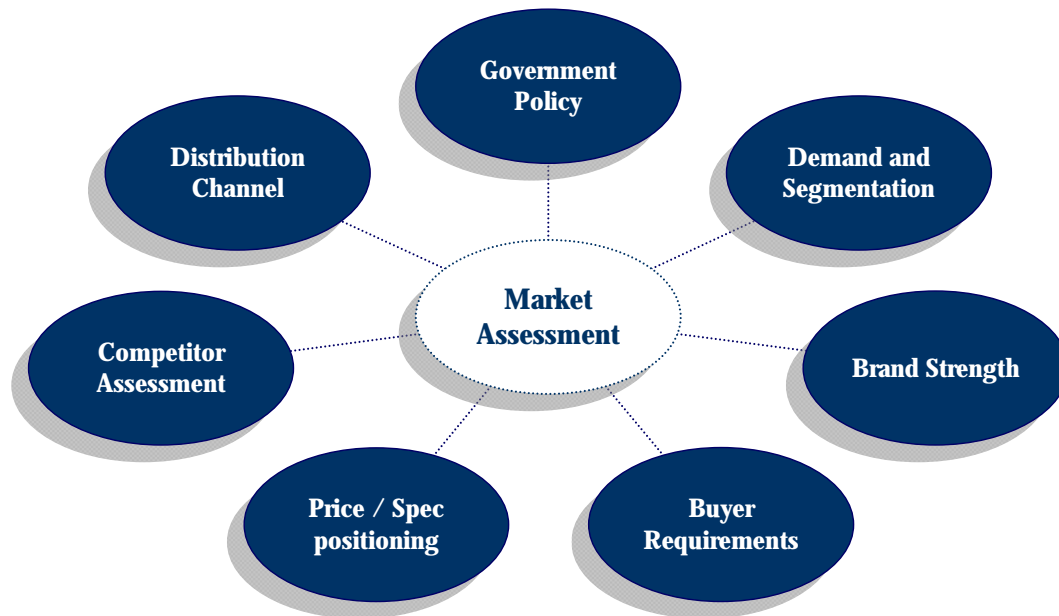 Government
Policy
Distribution
Channel
Demand and
Segmentation
Market
Assessment
Competitor
Assessment
Brand Strength
Price / Spec
positioning
Buyer
Requirements